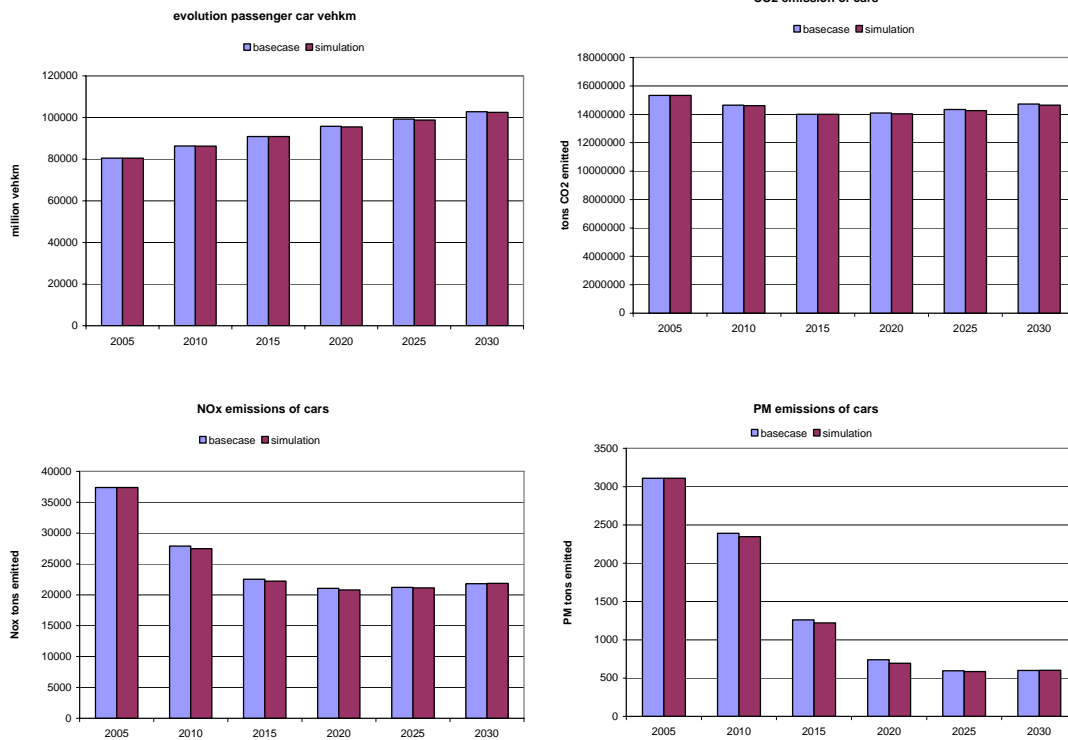 evolution passenger car vehkm
basecase simulation
million vehkm
120000
100000
80000
60000
40000
20000
0
2005 2010 2015 2020 2025 2030
CO2 emission of cars
basecase simulation
tons CO2 emitted
18000000
16000000
14000000
12000000
10000000
8000000
6000000
4000000
2000000
0
2005 2010 2015 2020 2025 2030
NOx emissions of cars
basecase simulation
Nox tons emitted
40000
35000
30000
25000
20000
15000
10000
5000
0
2005 2010 2015 2020 2025 2030
PM emissions of cars
basecase simulation
PM tons emitted
3500
3000
2500
2000
1500
1000
500
0
2005 2010 2015 2020 2025 2030